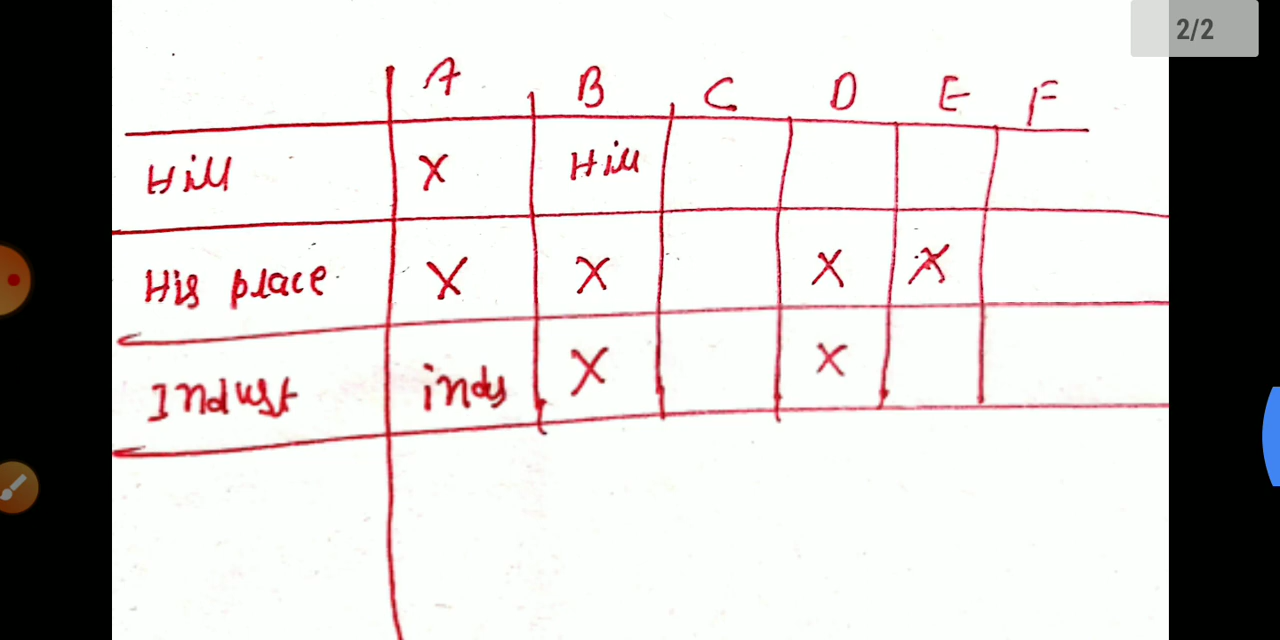 2/2
A B C D E F
Hill X Hill
His place X X X X
Indust inds X X